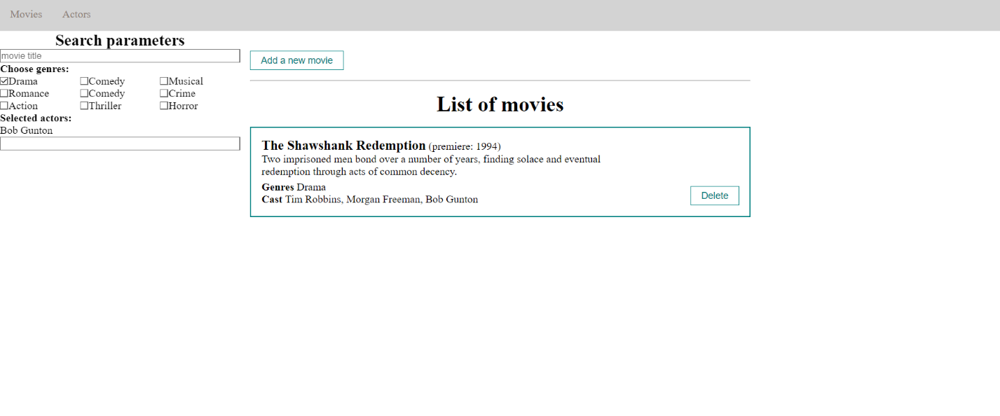 Movies Actors
Search parameters
movie title
Choose genres:
Drama Comedy Musical
Romance Comedy Crime
Action Thriller Horror
Selected actors:
Bob Gunton
Add a new movie
List of movies
The Shawshank Redemption (premiere: 1994)
Two imprisoned men bond over a number of years, finding solace and eventual
redemption through acts of common decency.
Genres Drama
Cast Tim Robbins, Morgan Freeman, Bob Gunton
Delete